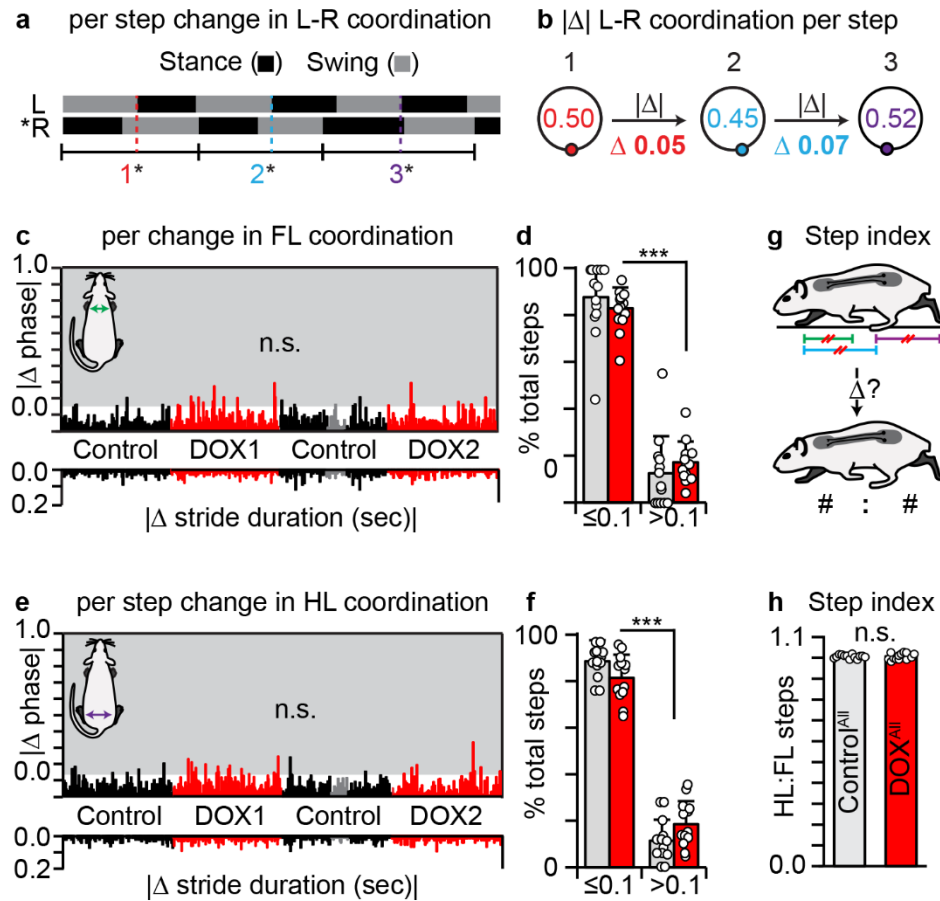 a per step change in L-R coordination
Stance (■) Swing (■)
L
*R
1* 2* 3*
b |Δ| L-R coordination per step
1 2 3
0.50 |Δ| 0.45 |Δ| 0.52
Δ 0.05 Δ 0.07
c per change in FL coordination
1.0
|Δ phase|
n.s.
0.0
Control DOX1 Control DOX2
0.0
0.2
|Δ stride duration (sec)|
d
***
100
% total steps
0
≤0.1 >0.1
g Step index
Δ?
# : #
e per step change in HL coordination
1.0
|Δ phase|
n.s.
0.0
Control DOX1 Control DOX2
0.0
0.2
|Δ stride duration (sec)|
f
***
100
% total steps
0
≤0.1 >0.1
h Step index
n.s.
1.1
HL:FL steps
Control^All
DOX^All
0.0